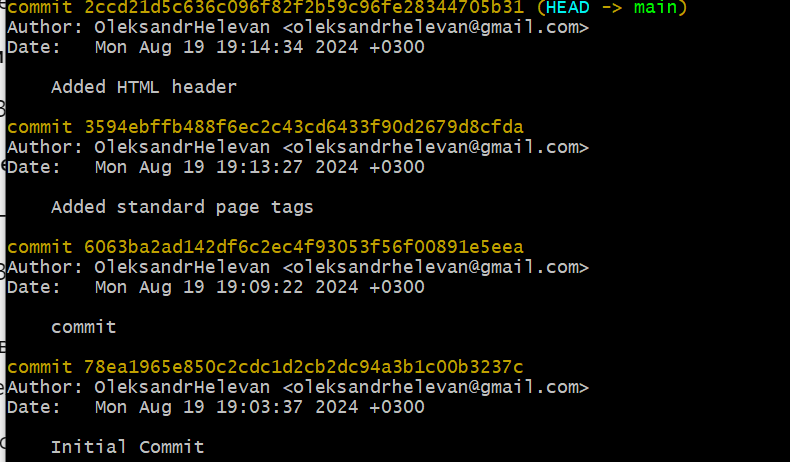 commit 2ccd21d5c636c096f82f2b59c96fe28344705b31 (HEAD -> main)
Author: OleksandrHelevan <oleksandrhelevan@gmail.com>
Date:   Mon Aug 19 19:14:34 2024 +0300
Added HTML header
commit 3594ebffb488f6ec2c43cd6433f90d2679d8cfda
Author: OleksandrHelevan <oleksandrhelevan@gmail.com>
Date:   Mon Aug 19 19:13:27 2024 +0300
Added standard page tags
commit 6063ba2ad142df6c2ec4f93053f56f00891e5eea
Author: OleksandrHelevan <oleksandrhelevan@gmail.com>
Date:   Mon Aug 19 19:09:22 2024 +0300
commit
commit 78ea1965e850c2cdc1d2cb2dc94a3b1c00b3237c
Author: OleksandrHelevan <oleksandrhelevan@gmail.com>
Date:   Mon Aug 19 19:03:37 2024 +0300
Initial Commit